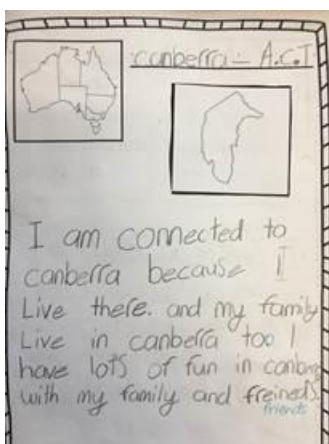 canberra - A.C.T
I am connected to
canberra because I
Live there. and my family
Live in canberra too I
have lots of fun in canbrra
with my family and freineds.
friends